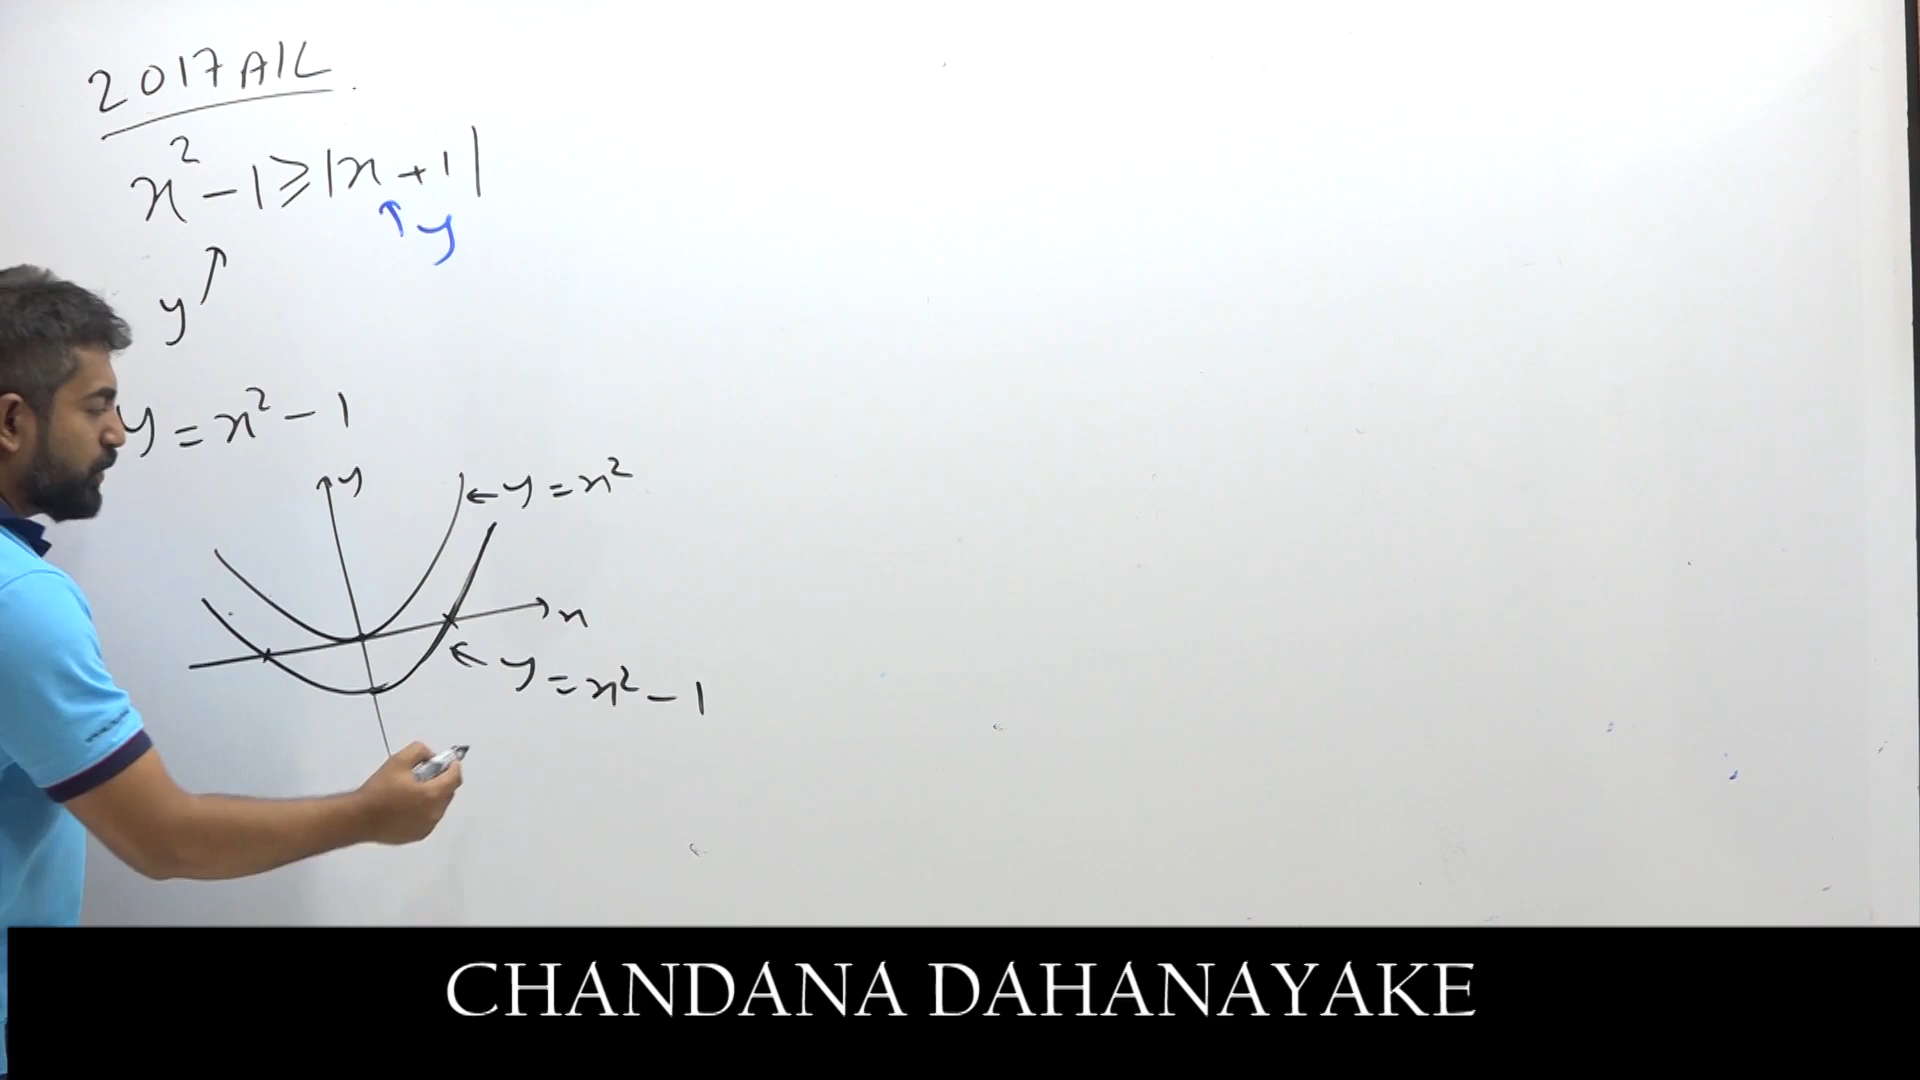 2017 A/L
x² - 1 ≥ |x + 1|
y
y
y = x² - 1
y
y = x²
x
y = x² - 1
CHANDANA DAHANAYAKE